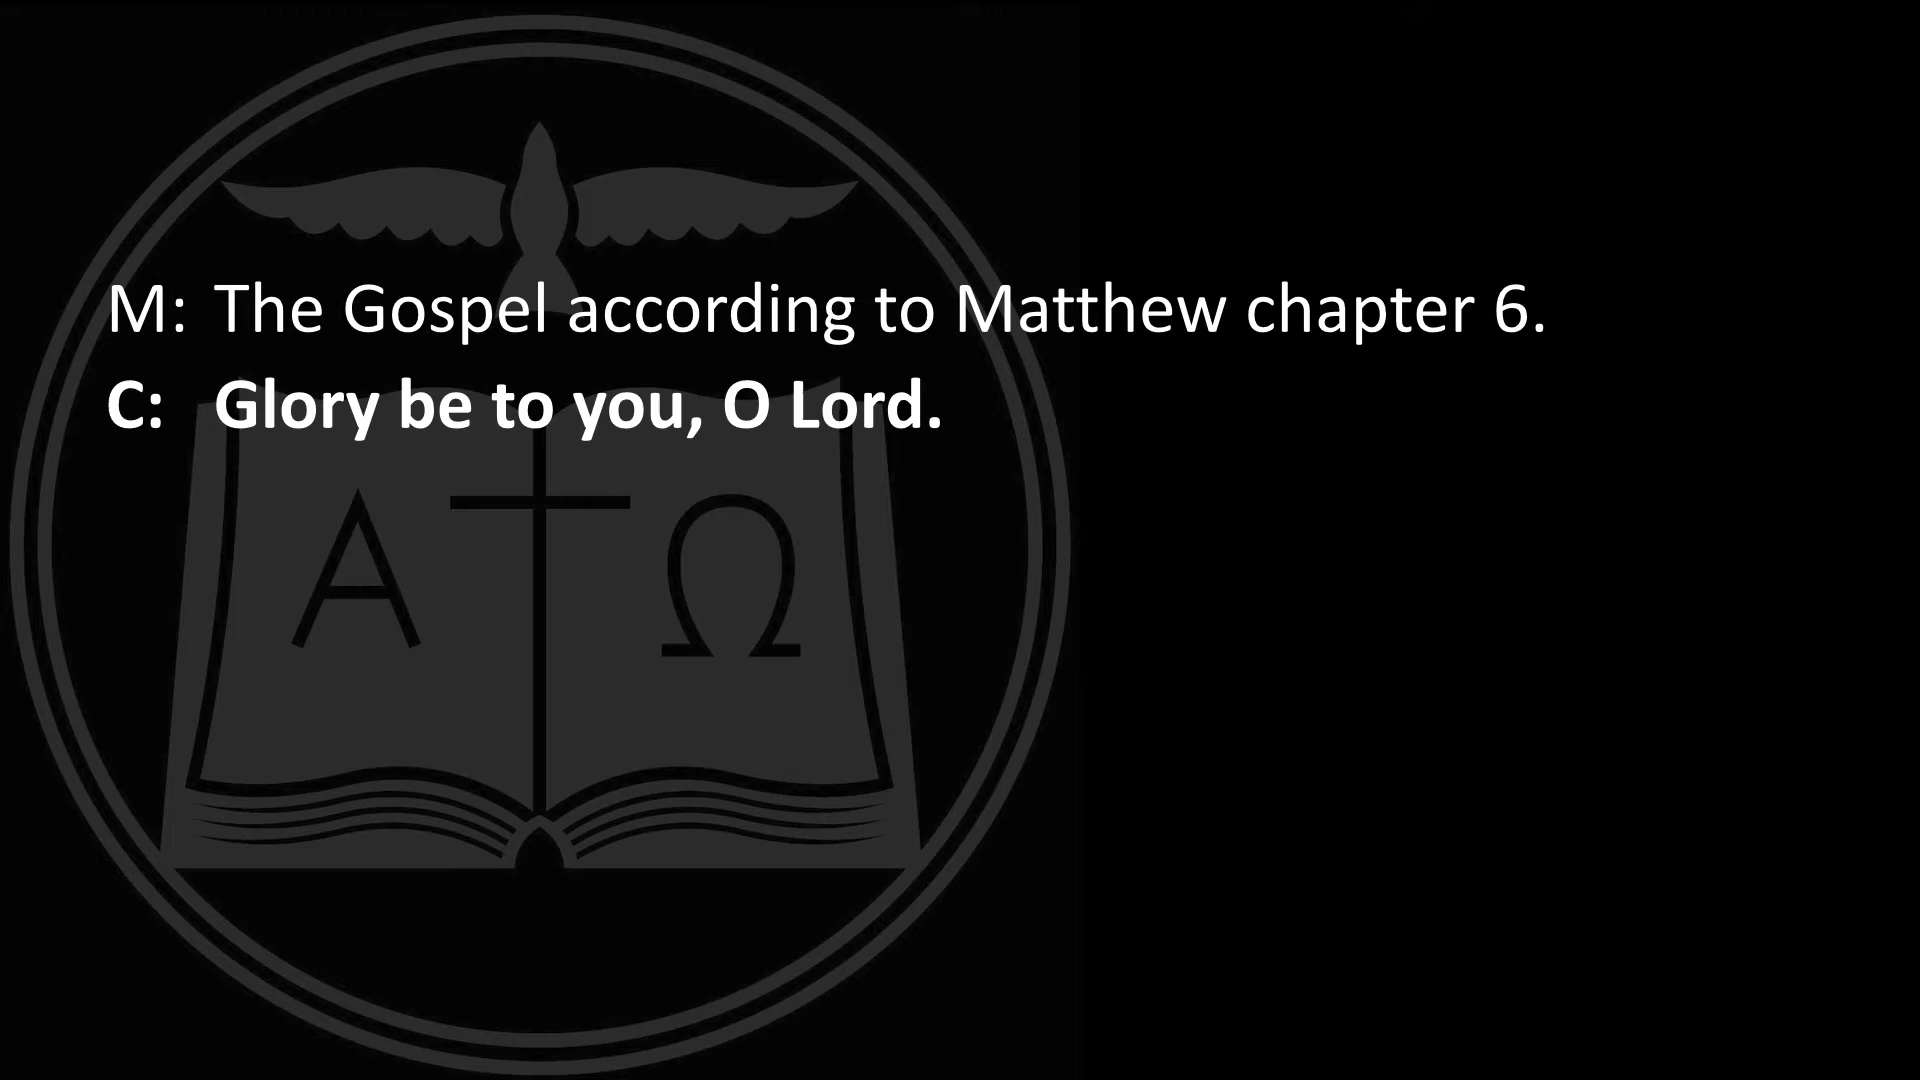 M: The Gospel according to Matthew chapter 6.
C: Glory be to you, O Lord.
Α Ω